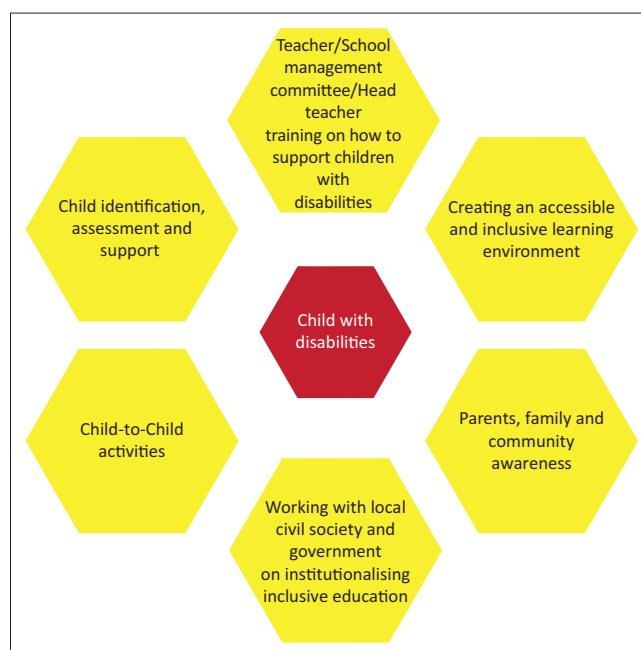 Teacher/School
management
committee/Head
teacher
training on how to
support children
with
disabilities
Child identification,
assessment and
support
Creating an accessible
and inclusive learning
environment
Child with
disabilities
Child-to-Child
activities
Parents, family and
community
awareness
Working with local
civil society and
government
on institutionalising
inclusive education